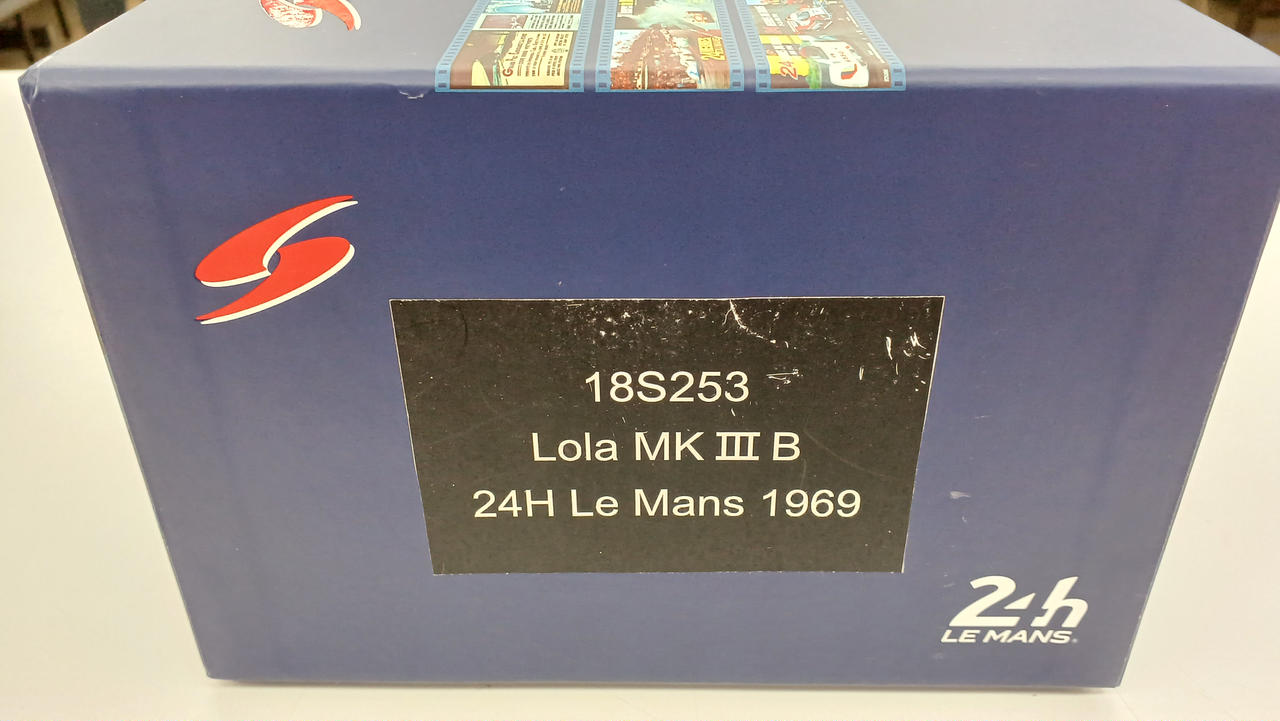 18S253
Lola MK III B
24H Le Mans 1969
24h
LE MANS